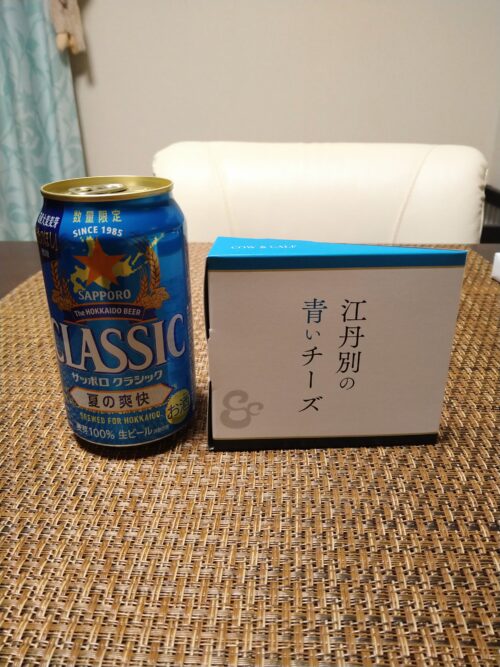 数量限定
SINCE 1985
SAPPORO
The HOKKAIDO BEER
CLASSIC
サッポロ クラシック
夏の爽快
BREWED FOR HOKKAIDO
お酒
麦芽100% 生ビール
COW & CALF
江丹別の
青いチーズ
&